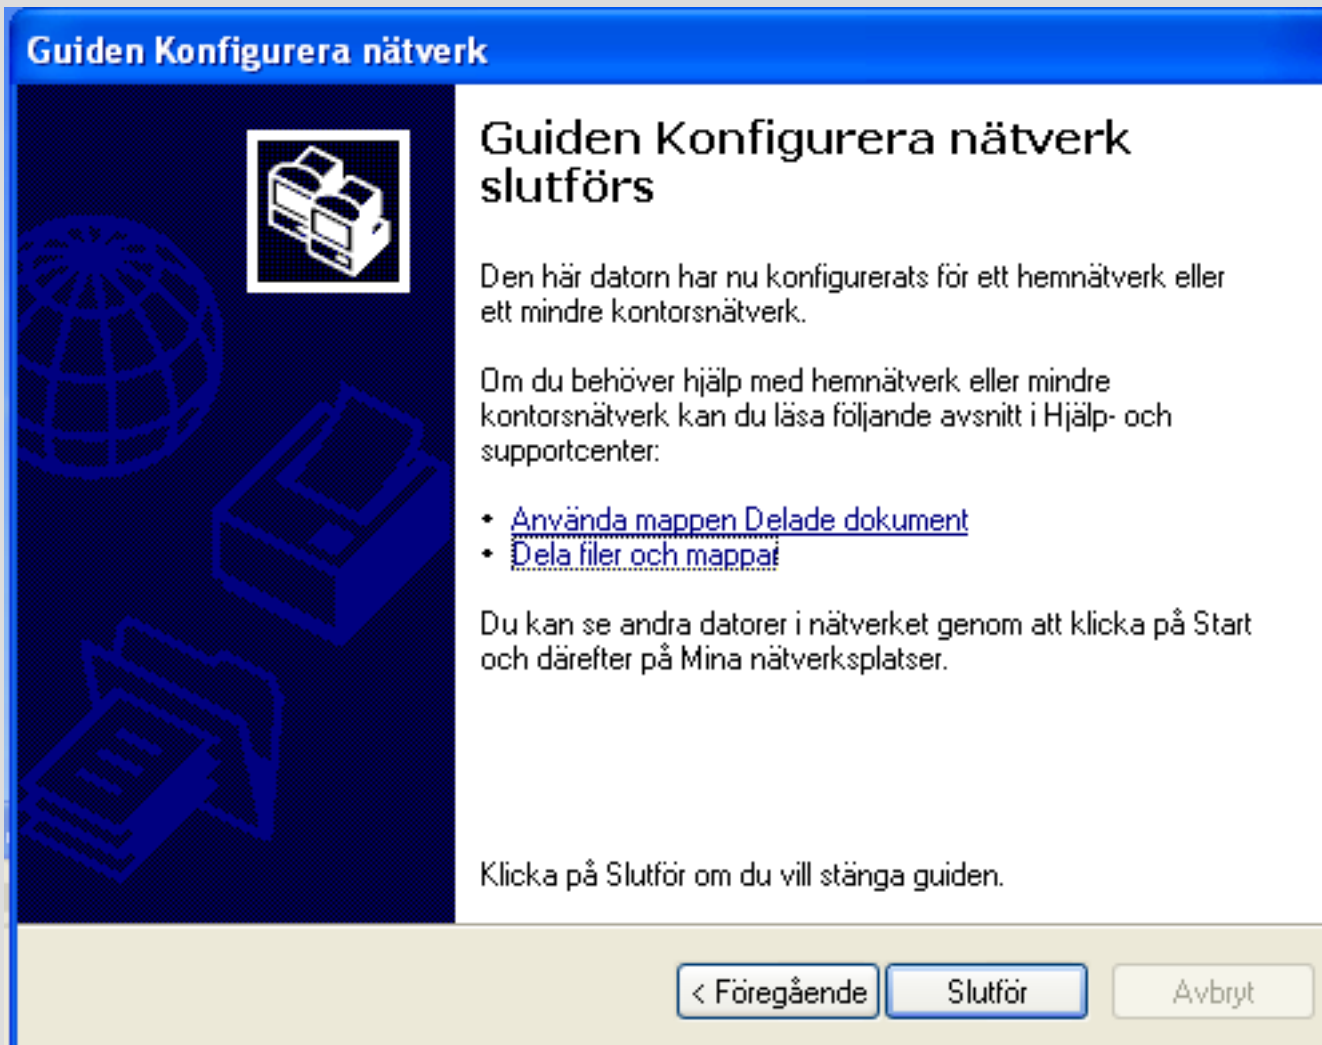 Guiden Konfigurera nätverk
Guiden Konfigurera nätverk
slutförs
Den här datorn har nu konfigurerats för ett hemnätverk eller
ett mindre kontorsnätverk.
Om du behöver hjälp med hemnätverk eller mindre
kontorsnätverk kan du läsa följande avsnitt i Hjälp- och
supportcenter:
• Använda mappen Delade dokument
• Dela filer och mappar
Du kan se andra datorer i nätverket genom att klicka på Start
och därefter på Mina nätverksplatser.
Klicka på Slutför om du vill stänga guiden.
< Föregående Slutför Avbryt